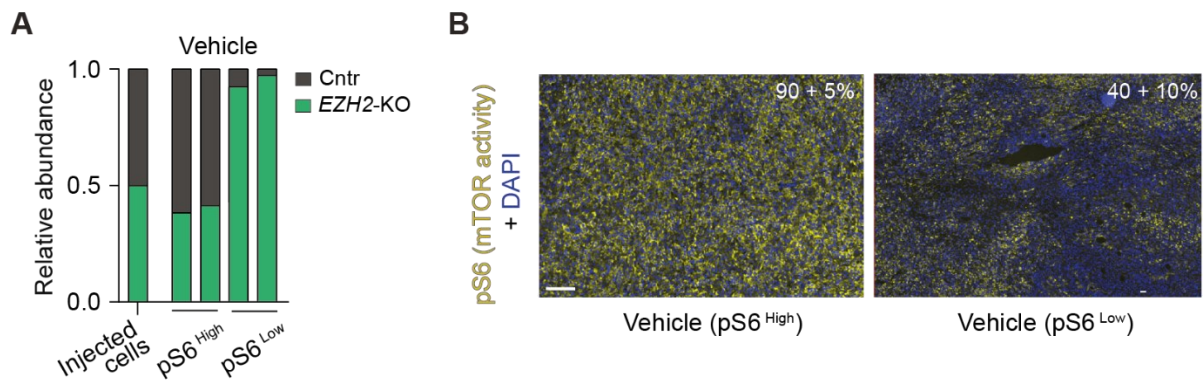 A
Vehicle
1.0
0.5
0.0
Relative abundance
Cntr
EZH2-KO
Injected
cells
pS6 High
pS6 Low
B
pS6 (mTOR activity)
+ DAPI
90 + 5%
40 + 10%
Vehicle (pS6 High)
Vehicle (pS6 Low)